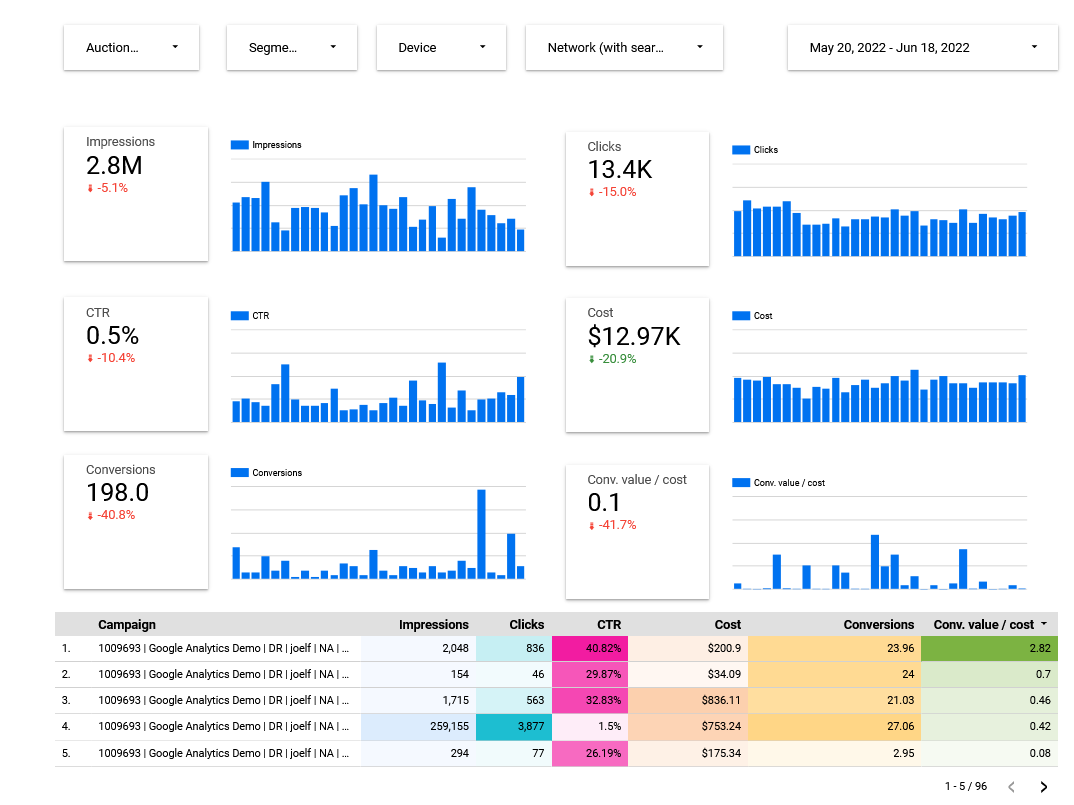 Auction...
Segme...
Device
Network (with sear...
May 20, 2022 - Jun 18, 2022
Impressions
2.8M
-5.1%
Impressions
Clicks
13.4K
-15.0%
Clicks
CTR
0.5%
-10.4%
CTR
Cost
$12.97K
-20.9%
Cost
Conversions
198.0
-40.8%
Conversions
Conv. value / cost
0.1
-41.7%
Conv. value / cost
Campaign Impressions Clicks CTR Cost Conversions Conv. value / cost
1. 1009693 | Google Analytics Demo | DR | joelf | NA | ... 2,048 836 40.82% $200.9 23.96 2.82
2. 1009693 | Google Analytics Demo | DR | joelf | NA | ... 154 46 29.87% $34.09 24 0.7
3. 1009693 | Google Analytics Demo | DR | joelf | NA | ... 1,715 563 32.83% $836.11 21.03 0.46
4. 1009693 | Google Analytics Demo | DR | joelf | NA | ... 259,155 3,877 1.5% $753.24 27.06 0.42
5. 1009693 | Google Analytics Demo | DR | joelf | NA | ... 294 77 26.19% $175.34 2.95 0.08
1 - 5 / 96